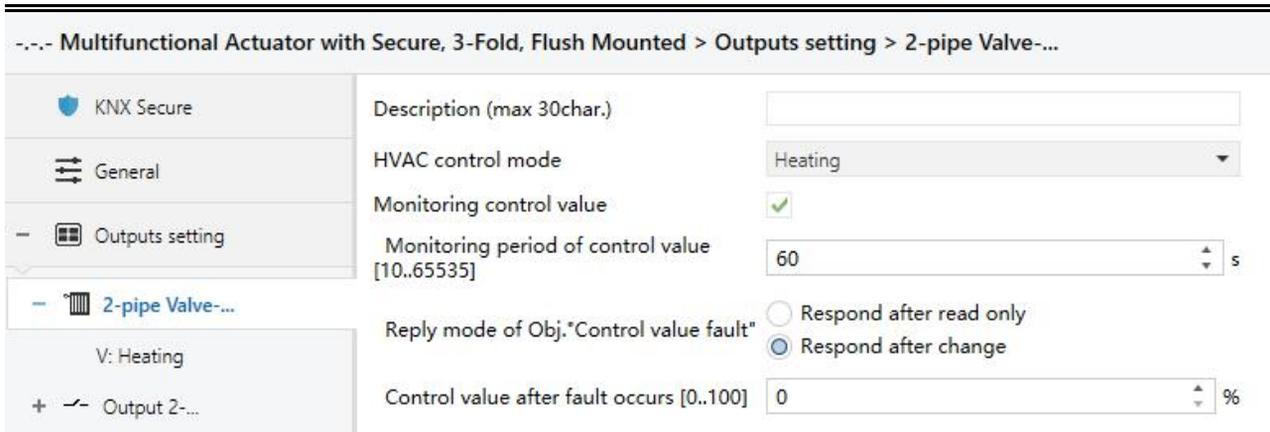 -.-.- Multifunctional Actuator with Secure, 3-Fold, Flush Mounted > Outputs setting > 2-pipe Valve-...
KNX Secure
General
Outputs setting
2-pipe Valve-...
V: Heating
Output 2-...
Description (max 30char.)
HVAC control mode
Heating
Monitoring control value
Monitoring period of control value
[10..65535]
60
s
Reply mode of Obj."Control value fault"
Respond after read only
Respond after change
Control value after fault occurs [0..100]
0
%